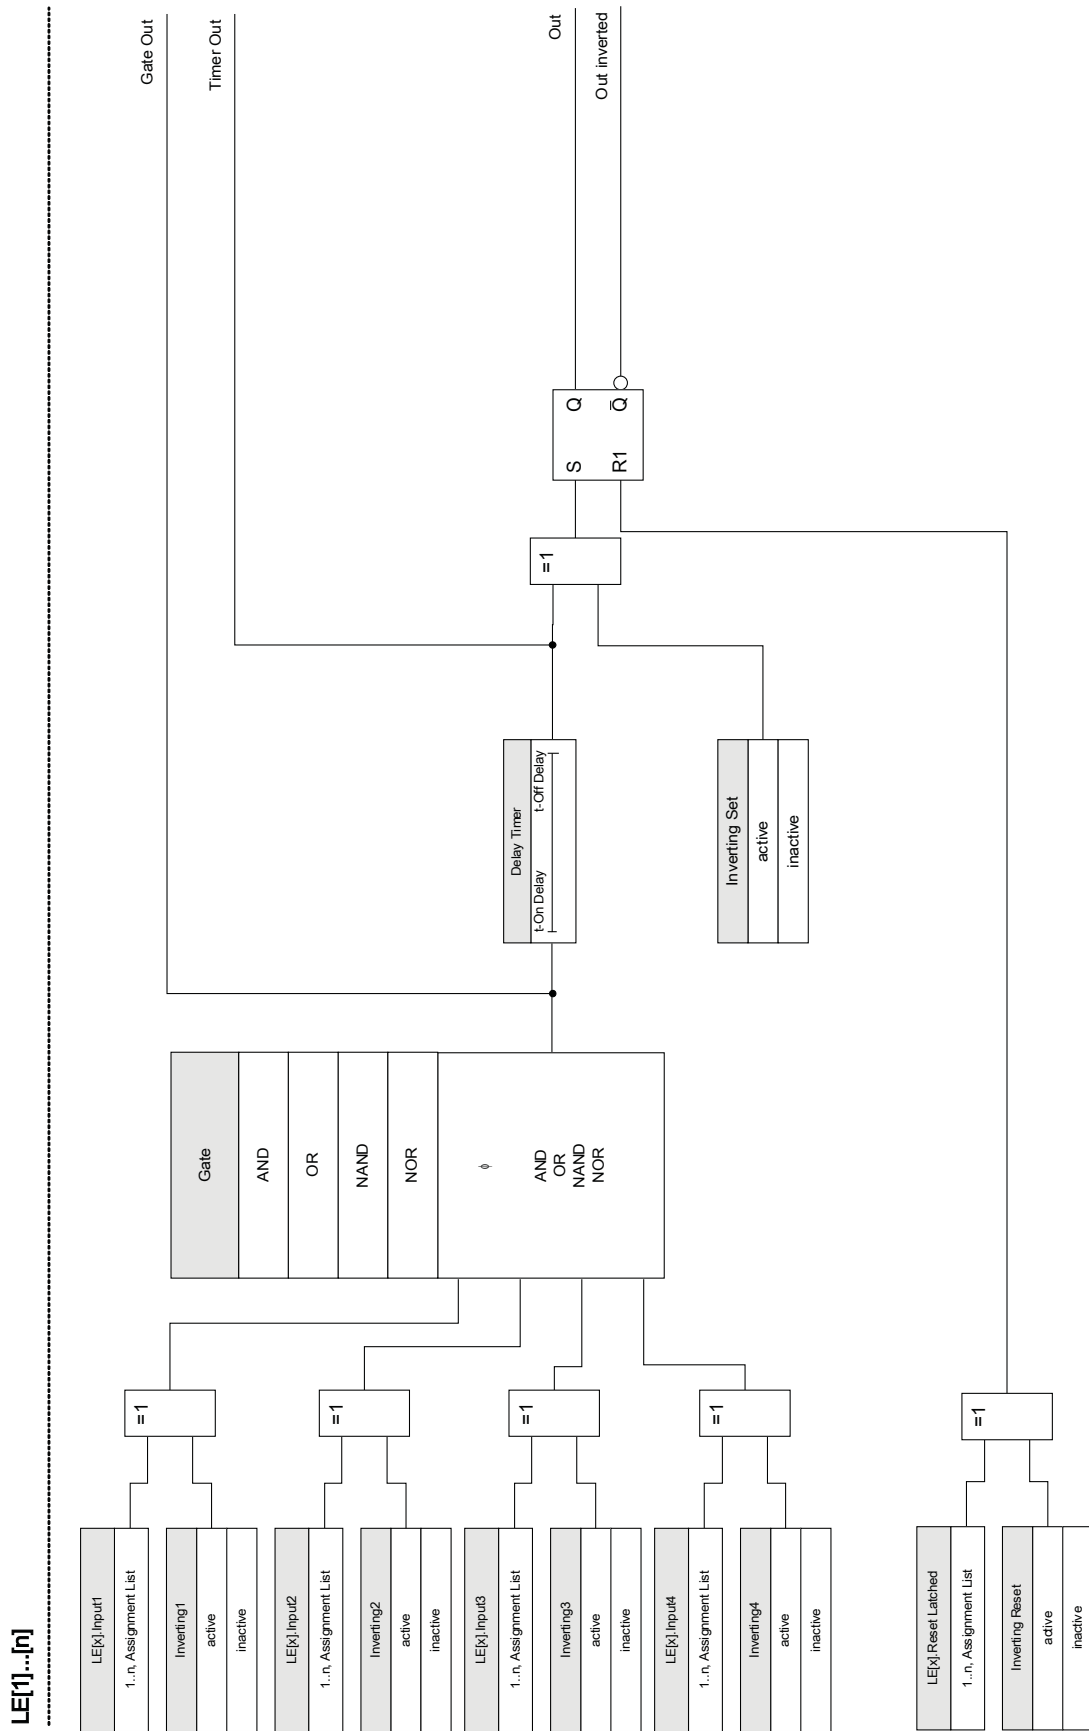 LE[1]...[n]
LE[x].Input1
1..n, Assignment List
Inverting1
active
inactive
LE[x].Input2
1..n, Assignment List
Inverting2
active
inactive
LE[x].Input3
1..n, Assignment List
Inverting3
active
inactive
LE[x].Input4
1..n, Assignment List
Inverting4
active
inactive
LE[x].Reset Latched
1..n, Assignment List
Inverting Reset
active
inactive
=1
=1
=1
=1
=1
Gate
AND
OR
NAND
NOR
ϕ
AND
OR
NAND
NOR
Delay Timer
t-On Delay
t-Off Delay
Inverting Set
active
inactive
=1
S
Q
R1
Q̅
Gate Out
Timer Out
Out
Out inverted